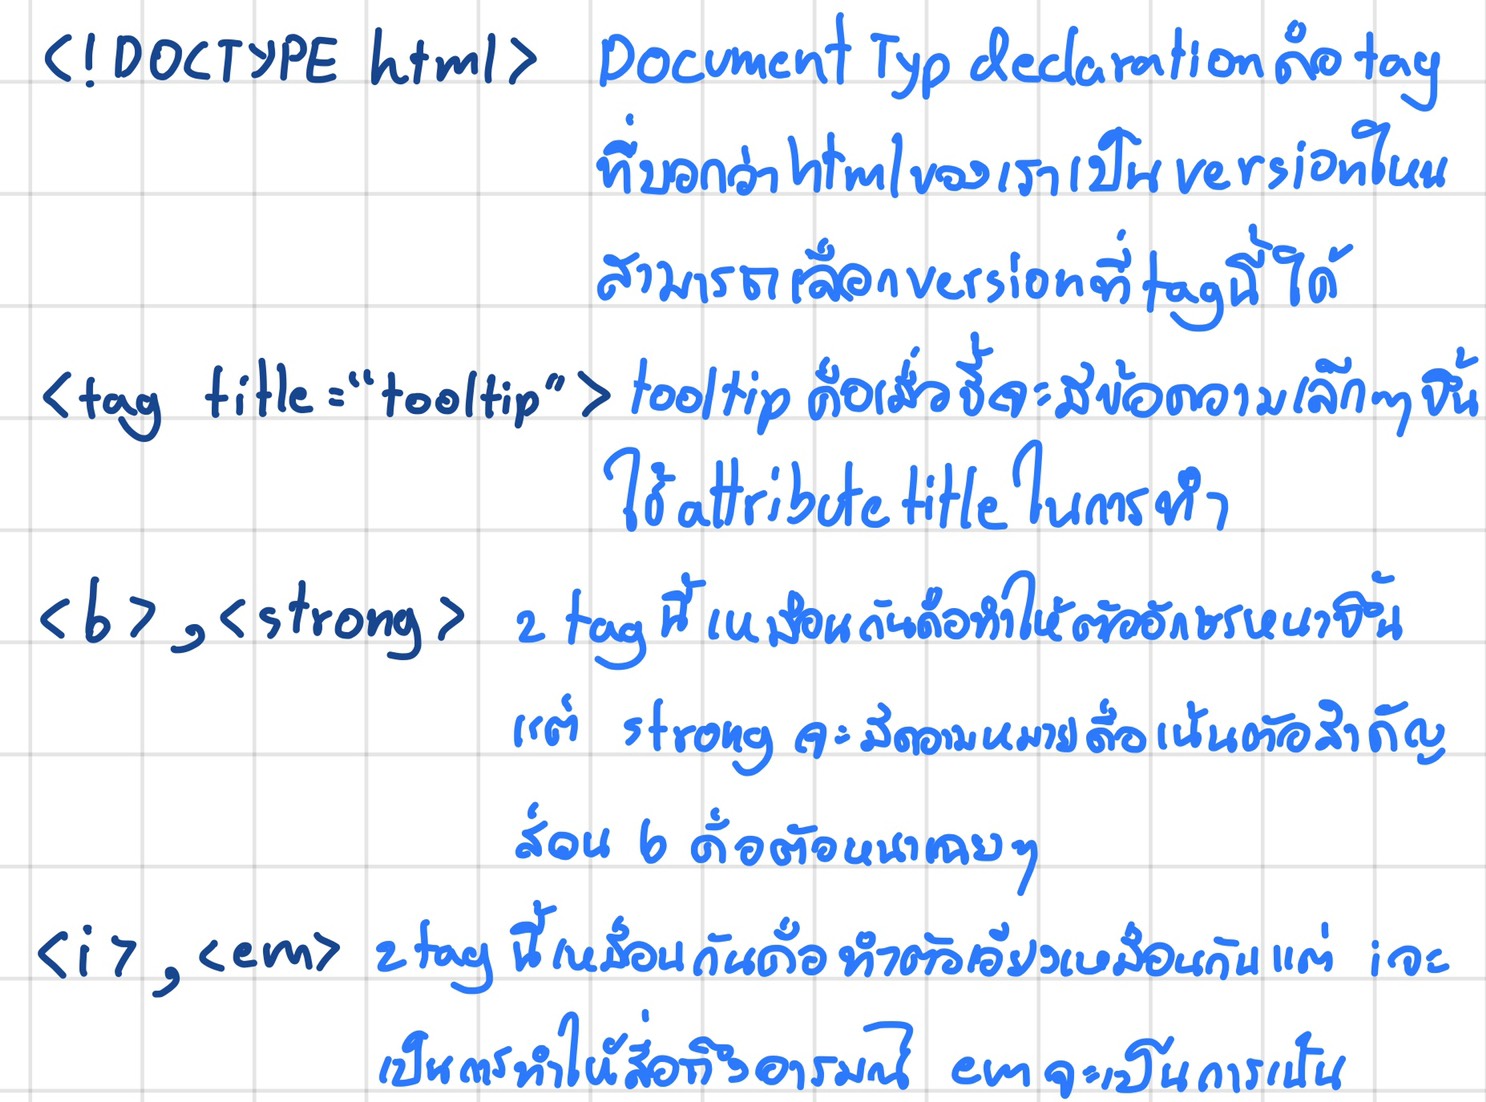 <!DOCTYPE html> Document Typ declaration คือ tag
ที่บอกว่า html ของเราเป็น version ไหน
สามารถเลือก version ที่ tag นี้ ได้
<tag title="tooltip"> tooltip คือเมื่อชี้จะมีข้อความเล็กๆ ขึ้น
ใช้ attribute title ในการทำ
<b>,<strong> 2 tag นี้ เหมือนกันคือทำให้ตัวอักษรหนาขึ้น
แต่ strong จะมีความหมายคือ เน้นตัวสำคัญ
ส่วน b คือตัวหนาเฉยๆ
<i>,<em> 2 tag นี้เหมือนกันคือ ทำตัวเอียงเหมือนกัน แต่ i จะ
เป็นการทำให้สื่อถึงอารมณ์ em จะเป็นการเน้น